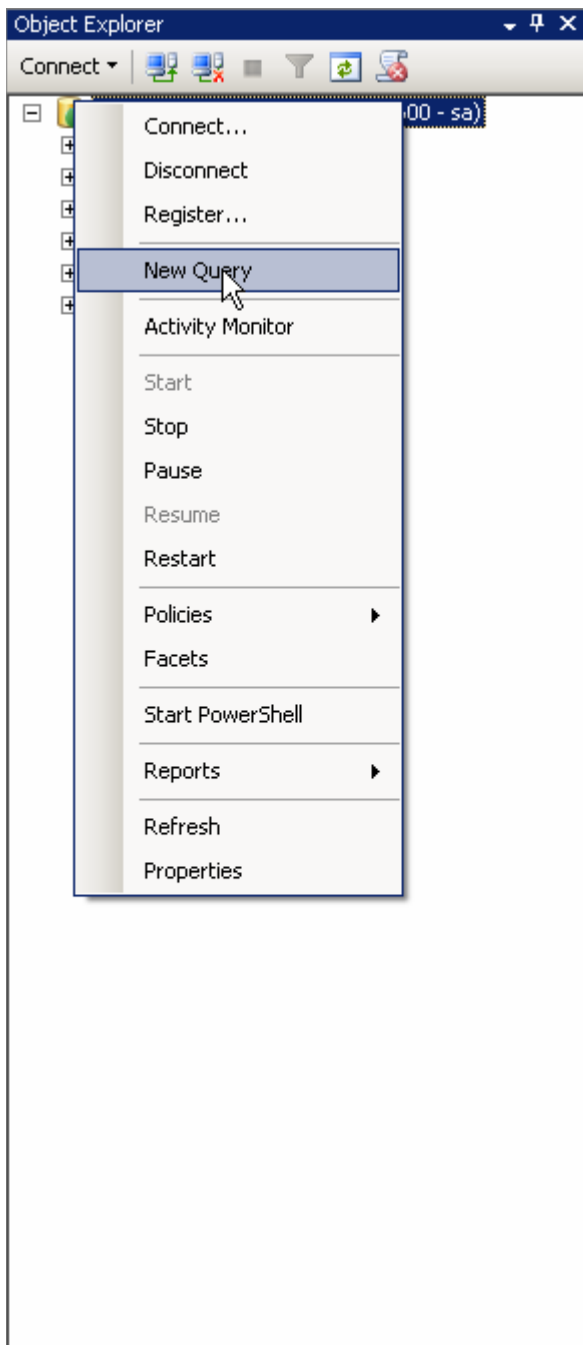 Object Explorer
Connect
00 - sa)
Connect...
Disconnect
Register...
New Query
Activity Monitor
Start
Stop
Pause
Resume
Restart
Policies
Facets
Start PowerShell
Reports
Refresh
Properties